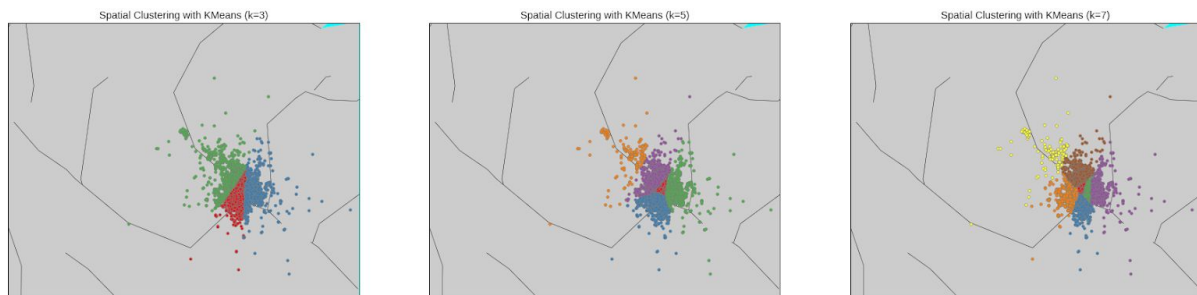 Spatial Clustering with KMeans (k=3)
Spatial Clustering with KMeans (k=5)
Spatial Clustering with KMeans (k=7)